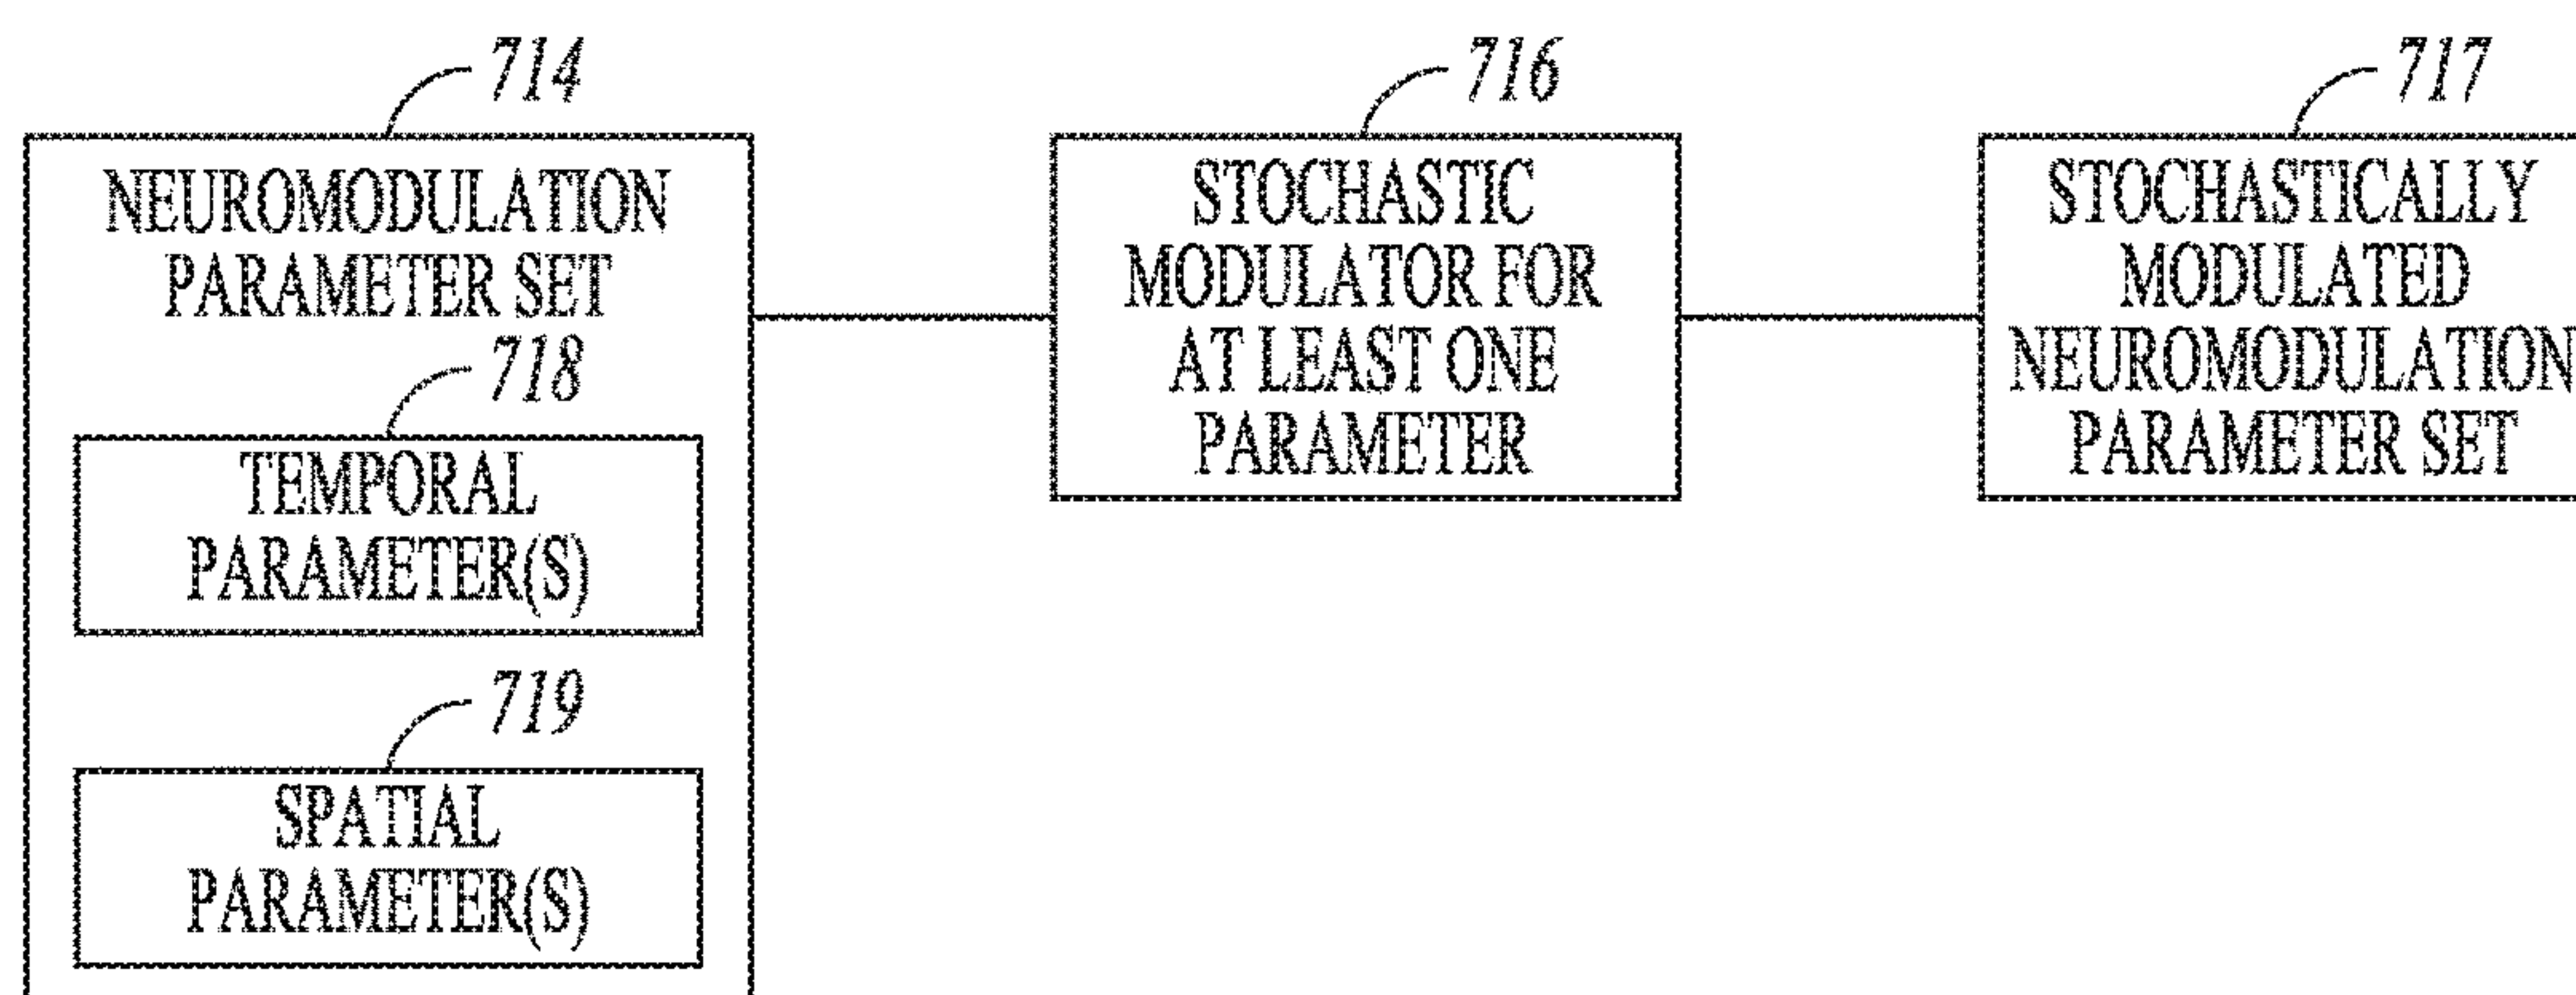 714
NEUROMODULATION
PARAMETER SET
718
TEMPORAL
PARAMETER(S)
719
SPATIAL
PARAMETER(S)
716
STOCHASTIC
MODULATOR FOR
AT LEAST ONE
PARAMETER
717
STOCHASTICALLY
MODULATED
NEUROMODULATION
PARAMETER SET